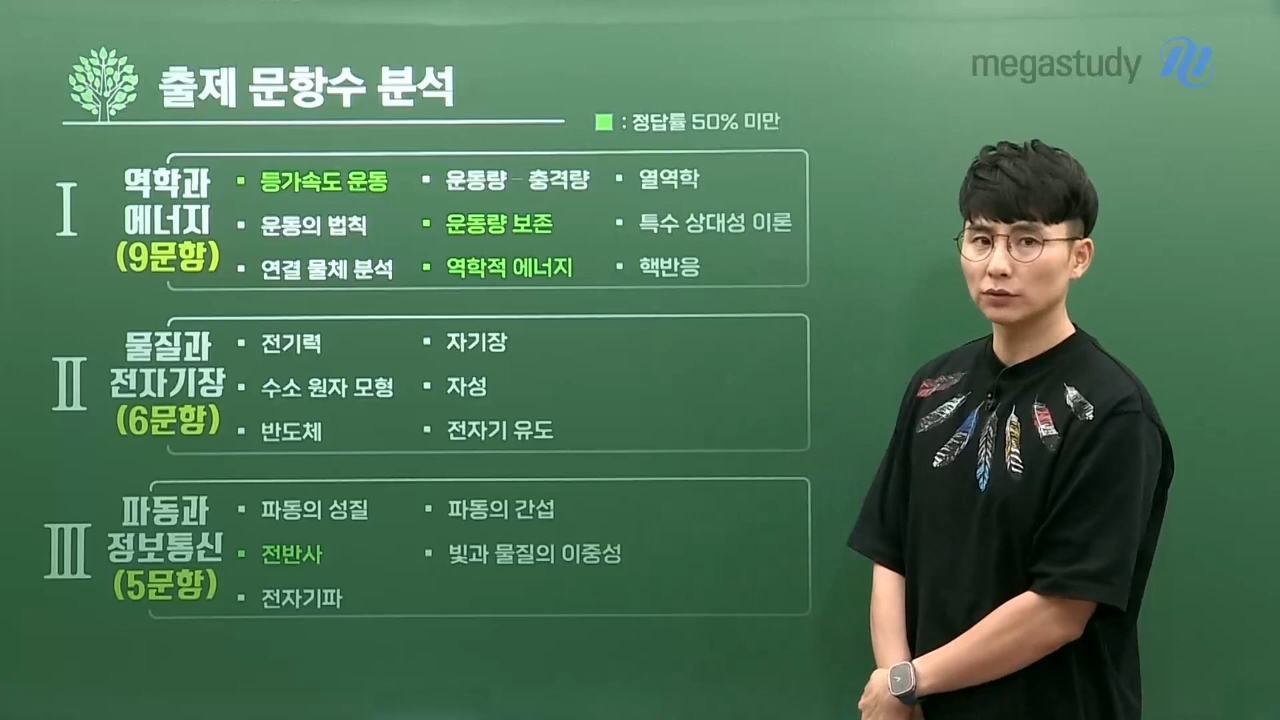 출제 문항수 분석
megastudy
: 정답률 50% 미만
Ⅰ
역학과
에너지
(9문항)
▪ 등가속도 운동 ▪ 운동량 – 충격량 ▪ 열역학
▪ 운동의 법칙 ▪ 운동량 보존 ▪ 특수 상대성 이론
▪ 연결 물체 분석 ▪ 역학적 에너지 ▪ 핵반응
Ⅱ
물질과
전자기장
(6문항)
▪ 전기력 ▪ 자기장
▪ 수소 원자 모형 ▪ 자성
▪ 반도체 ▪ 전자기 유도
Ⅲ
파동과
정보통신
(5문항)
▪ 파동의 성질 ▪ 파동의 간섭
▪ 전반사 ▪ 빛과 물질의 이중성
▪ 전자기파